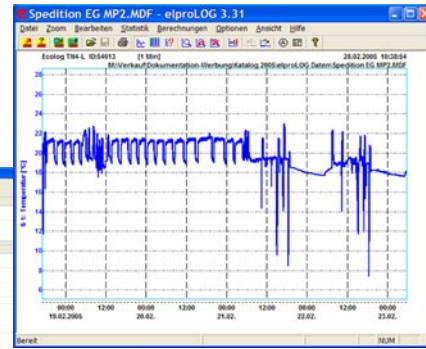 Spedition EG MP2.MDF - elproLOG 3.31
Datei Zoom Bearbeiten Statistik Berechnungen Optionen Ansicht Hilfe
Ecolog TN4-L ID:64613 [1 Min] 28.02.2005 10:38:54
M:\Verkauf\Dokumentation-Werbung\Katalog 2005\elproLOG Daten\Spedition EG MP2.MDF
S 1: Temperatur [°C]
28
26
24
22
20
18
16
14
12
10
8
6
00:00 12:00 00:00 12:00 00:00 12:00 00:00 12:00 00:00
19.02.2005 20.02. 21.02. 22.02. 23.02.
Bereit NUM